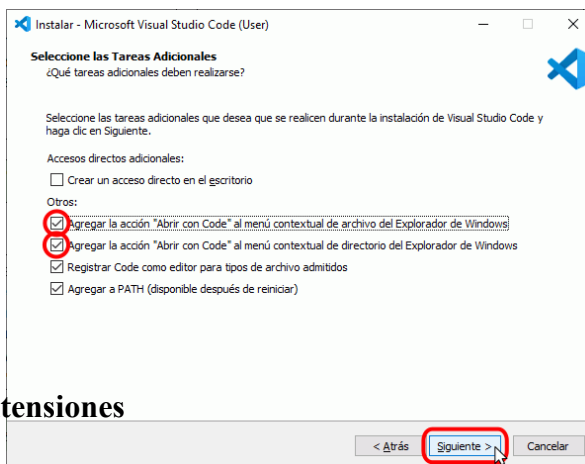 Instalar - Microsoft Visual Studio Code (User)
Seleccione las Tareas Adicionales
¿Qué tareas adicionales deben realizarse?
Seleccione las tareas adicionales que desea que se realicen durante la instalación de Visual Studio Code y
haga clic en Siguiente.
Accesos directos adicionales:
Crear un acceso directo en el escritorio
Otros:
Agregar la acción "Abrir con Code" al menú contextual de archivo del Explorador de Windows
Agregar la acción "Abrir con Code" al menú contextual de directorio del Explorador de Windows
Registrar Code como editor para tipos de archivo admitidos
Agregar a PATH (disponible después de reiniciar)
tensiones
< Atrás Siguiente > Cancelar